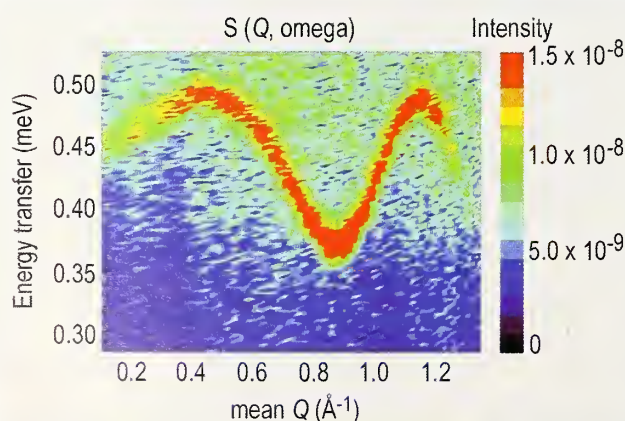 S (Q, omega)
Intensity
Energy transfer (meV)
0.50
0.45
0.40
0.35
0.30
0.2 0.4 0.6 0.8 1.0 1.2
mean Q (Å⁻¹)
1.5 x 10⁻⁸
1.0 x 10⁻⁸
5.0 x 10⁻⁹
0